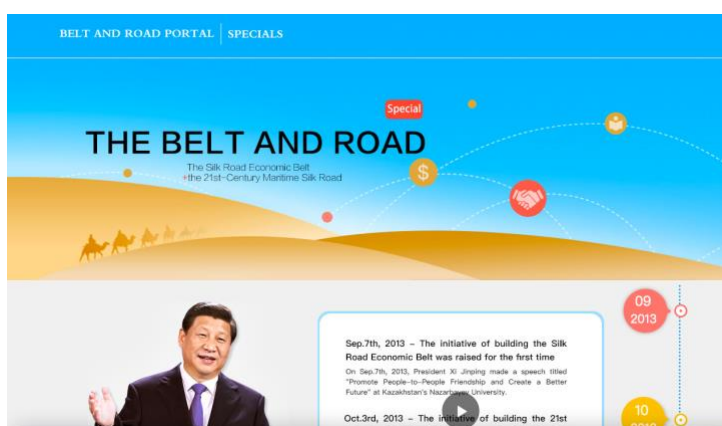 BELT AND ROAD PORTAL SPECIALS
Special
THE BELT AND ROAD
The Silk Road Economic Belt
+the 21st-Century Maritime Silk Road
$
09
2013
Sep.7th, 2013 – The initiative of building the Silk
Road Economic Belt was raised for the first time
On Sep.7th, 2013, President Xi Jinping made a speech titled
"Promote People-to-People Friendship and Create a Better
Future" at Kazakhstan's Nazarbayev University.
10
Oct.3rd, 2013 – The initiative of building the 21st